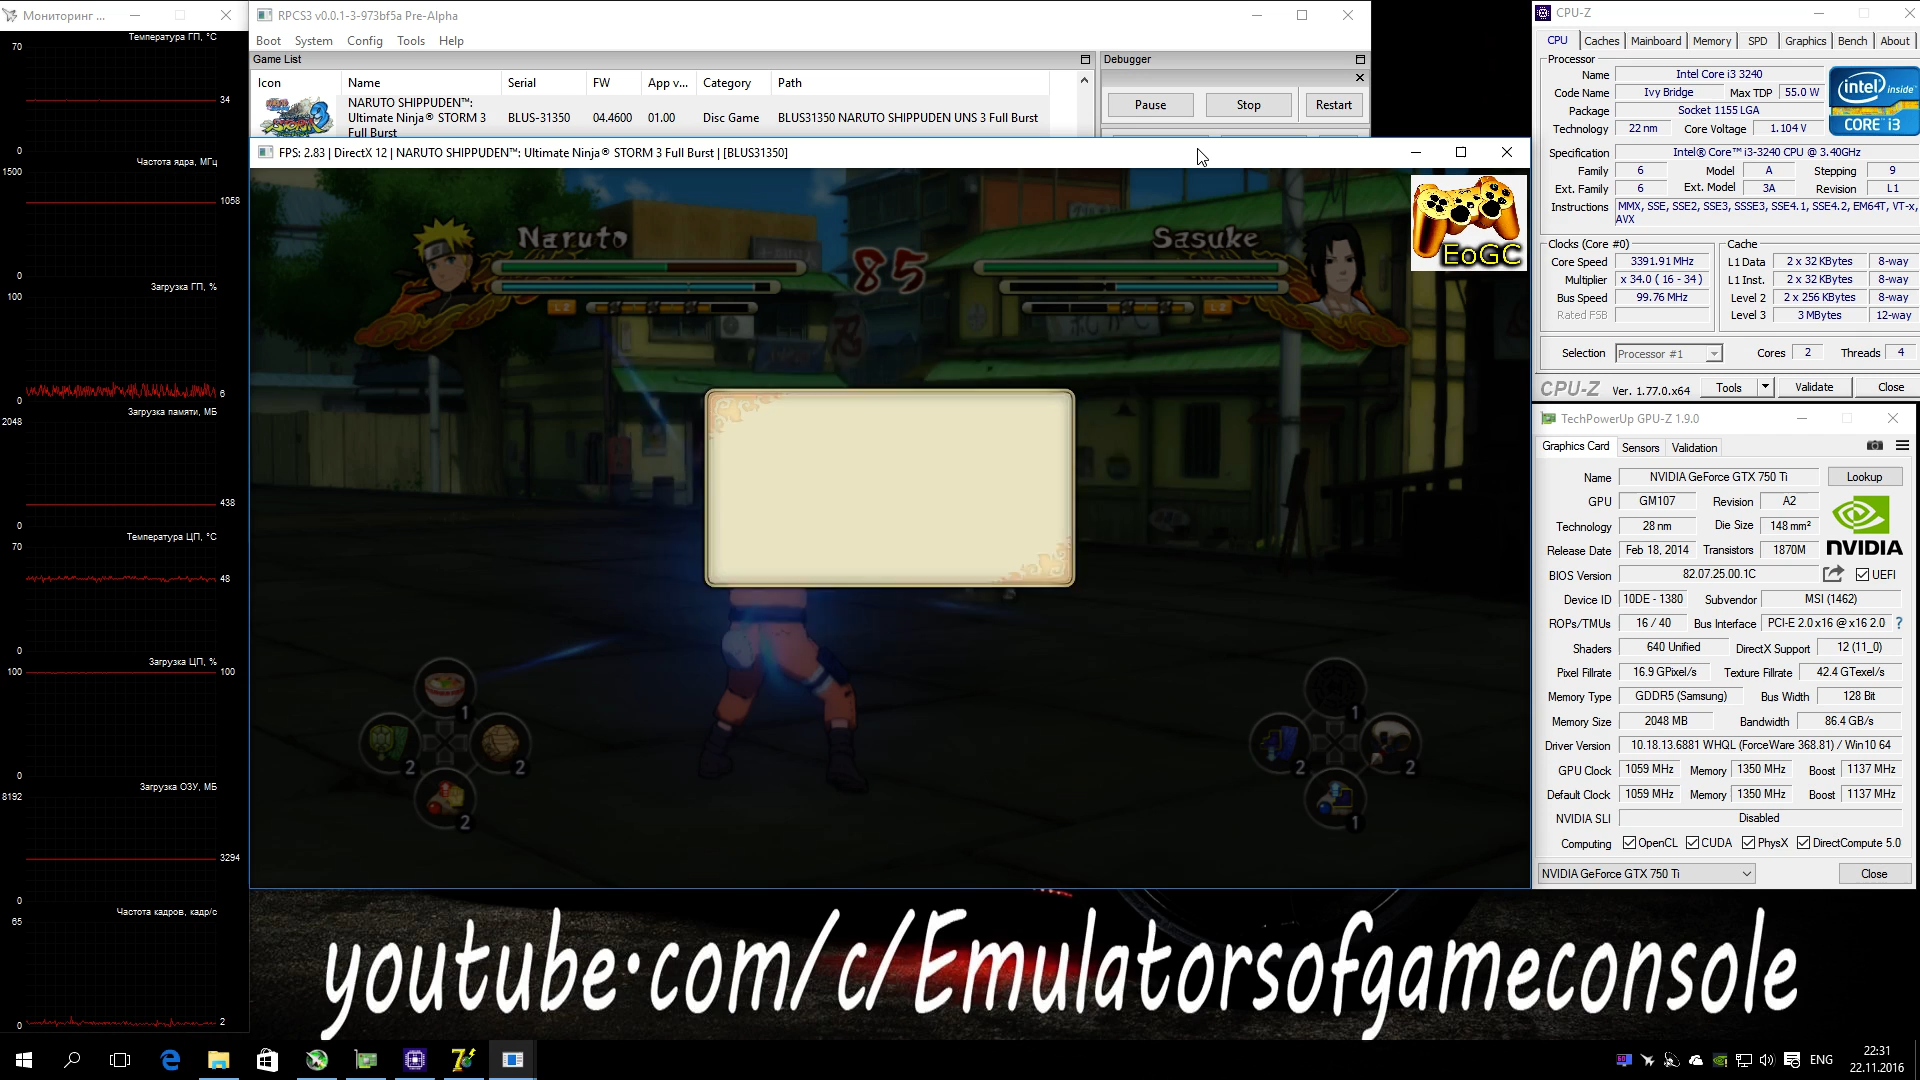 Мониторинг ...
Температура ГП, °C
70
34
0
Частота ядра, МГц
1500
1058
0
Загрузка ГП, %
100
6
0
Загрузка памяти, МБ
2048
438
0
Температура ЦП, °C
70
48
0
Загрузка ЦП, %
100
100
0
Загрузка ОЗУ, МБ
8192
3294
0
Частота кадров, кадр/с
65
2
0
RPCS3 v0.0.1-3-973bf5a Pre-Alpha
Boot System Config Tools Help
Game List
Icon Name Serial FW App v... Category Path
NARUTO SHIPPUDEN™:
Ultimate Ninja® STORM 3
Full Burst
BLUS-31350 04.4600 01.00 Disc Game BLUS31350 NARUTO SHIPPUDEN UNS 3 Full Burst
Debugger
Pause Stop Restart
FPS: 2.83 | DirectX 12 | NARUTO SHIPPUDEN™: Ultimate Ninja® STORM 3 Full Burst | [BLUS31350]
Naruto
85
Sasuke
L2
L2
EoGC
1
2 2
2
1
2 2
1
CPU-Z
CPU Caches Mainboard Memory SPD Graphics Bench About
Processor
Name Intel Core i3 3240
Code Name Ivy Bridge Max TDP 55.0 W
Package Socket 1155 LGA
Technology 22 nm Core Voltage 1.104 V
intel inside™
CORE i3
Specification Intel® Core™ i3-3240 CPU @ 3.40GHz
Family 6 Model A Stepping 9
Ext. Family 6 Ext. Model 3A Revision L1
Instructions MMX, SSE, SSE2, SSE3, SSSE3, SSE4.1, SSE4.2, EM64T, VT-x,
AVX
Clocks (Core #0)
Core Speed 3391.91 MHz
Multiplier x 34.0 ( 16 - 34 )
Bus Speed 99.76 MHz
Rated FSB
Cache
L1 Data 2 x 32 KBytes 8-way
L1 Inst. 2 x 32 KBytes 8-way
Level 2 2 x 256 KBytes 8-way
Level 3 3 MBytes 12-way
Selection Processor #1 Cores 2 Threads 4
CPU-Z Ver. 1.77.0.x64 Tools Validate Close
TechPowerUp GPU-Z 1.9.0
Graphics Card Sensors Validation
Name NVIDIA GeForce GTX 750 Ti Lookup
GPU GM107 Revision A2
Technology 28 nm Die Size 148 mm²
Release Date Feb 18, 2014 Transistors 1870M
NVIDIA
BIOS Version 82.07.25.00.1C UEFI
Device ID 10DE - 1380 Subvendor MSI (1462)
ROPs/TMUs 16 / 40 Bus Interface PCI-E 2.0 x16 @ x16 2.0 ?
Shaders 640 Unified DirectX Support 12 (11_0)
Pixel Fillrate 16.9 GPixel/s Texture Fillrate 42.4 GTexel/s
Memory Type GDDR5 (Samsung) Bus Width 128 Bit
Memory Size 2048 MB Bandwidth 86.4 GB/s
Driver Version 10.18.13.6881 WHQL (ForceWare 368.81) / Win10 64
GPU Clock 1059 MHz Memory 1350 MHz Boost 1137 MHz
Default Clock 1059 MHz Memory 1350 MHz Boost 1137 MHz
NVIDIA SLI Disabled
Computing OpenCL CUDA PhysX DirectCompute 5.0
NVIDIA GeForce GTX 750 Ti Close
youtube.com/c/Emulatorsofgameconsole
ENG
22:31
22.11.2016